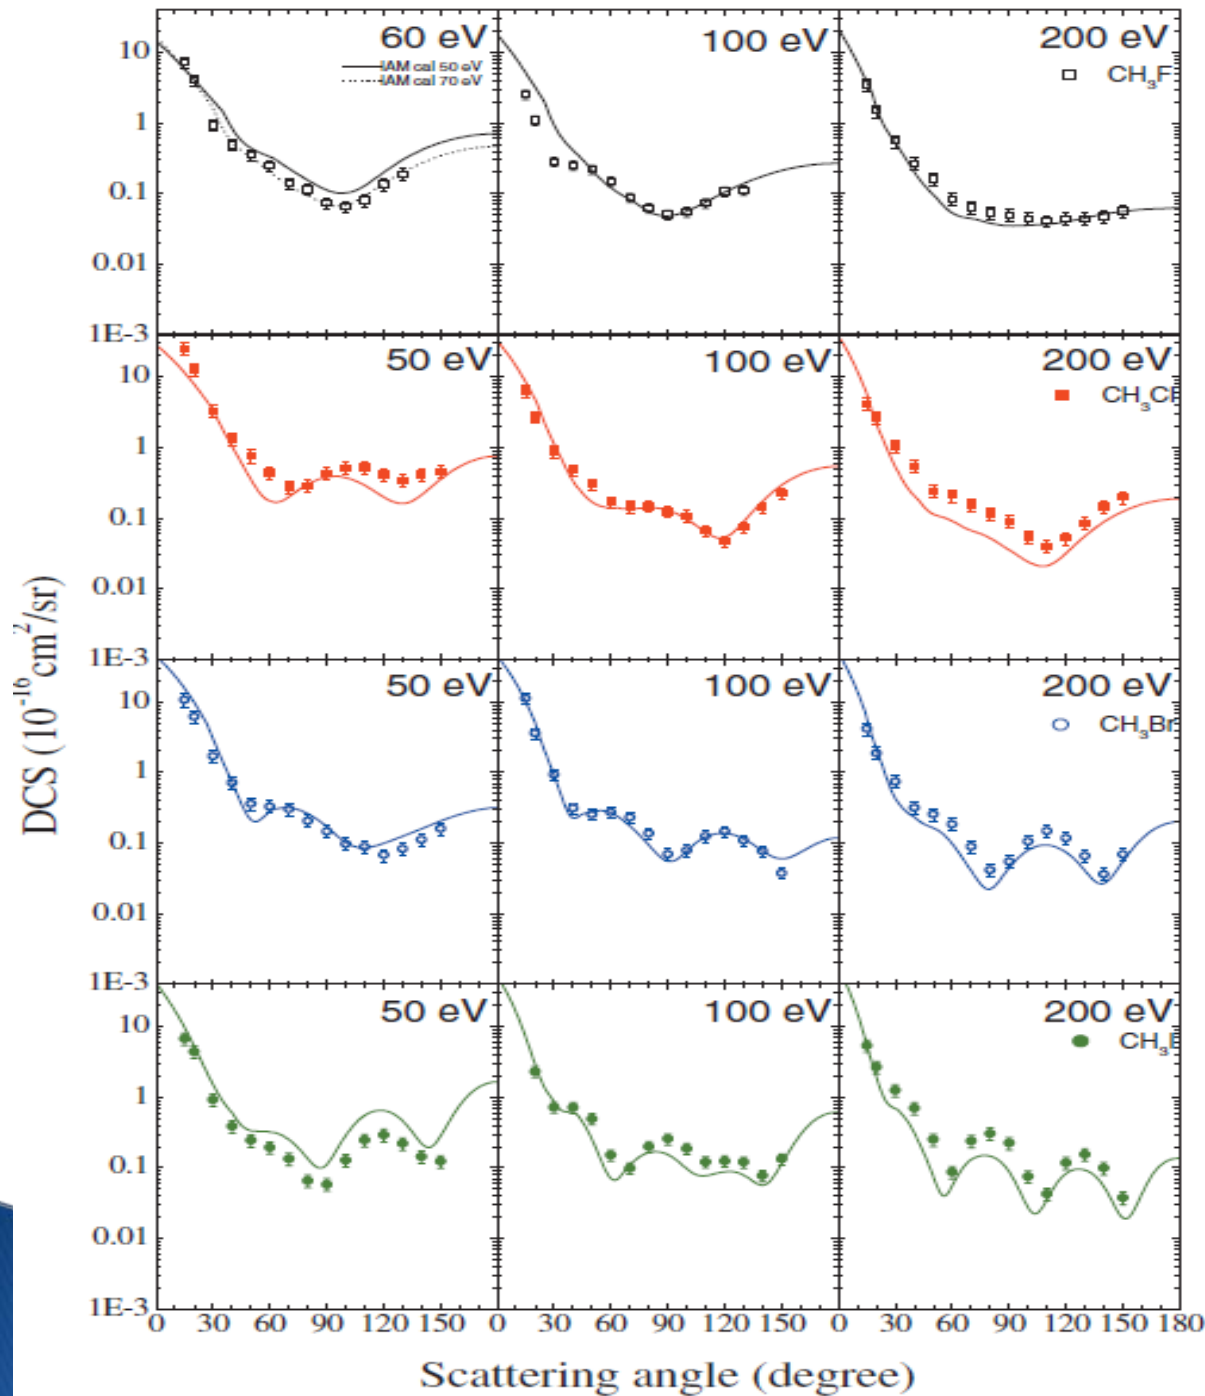 60 eV
IAM cal 50 eV
IAM cal 70 eV
100 eV
200 eV
CH₃F
10
1
0.1
0.01
1E-3
50 eV
100 eV
200 eV
CH₃Cl
10
1
0.1
0.01
1E-3
50 eV
100 eV
200 eV
CH₃Br
10
1
0.1
0.01
1E-3
50 eV
100 eV
200 eV
CH₃I
10
1
0.1
0.01
1E-3
0 30 60 90 120 150 0 30 60 90 120 150 0 30 60 90 120 150 180
DCS (10⁻¹⁶cm²/sr)
Scattering angle (degree)